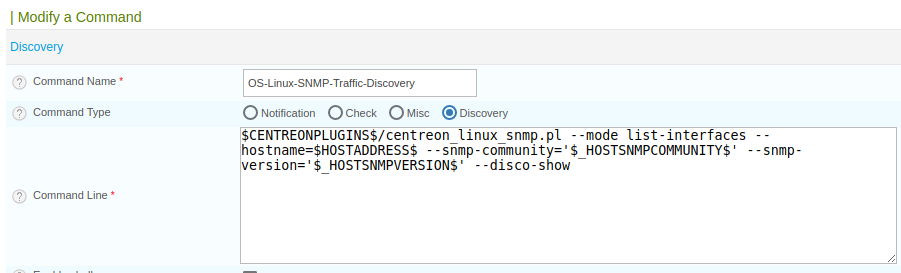 | Modify a Command
Discovery
? Command Name *
OS-Linux-SNMP-Traffic-Discovery
? Command Type
Notification Check Misc Discovery
$CENTREONPLUGINS$/centreon_linux_snmp.pl --mode list-interfaces --
hostname=$HOSTADDRESS$ --snmp-community='$_HOSTSNMPCOMMUNITY$' --snmp-
version='$_HOSTSNMPVERSION$' --disco-show
? Command Line *